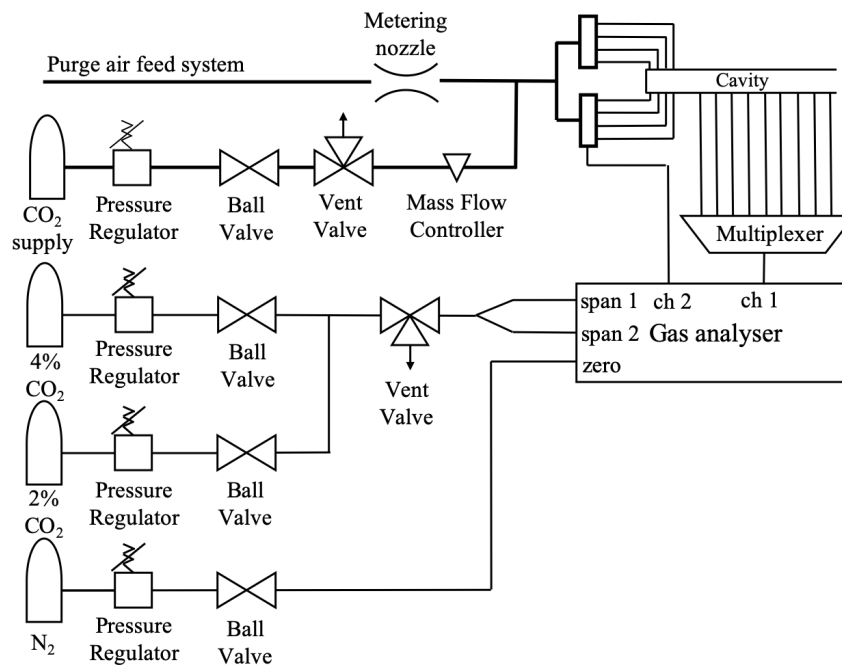 Metering
nozzle
Purge air feed system
Cavity
CO₂
supply
Pressure
Regulator
Ball
Valve
Vent
Valve
Mass Flow
Controller
Multiplexer
4%
CO₂
Pressure
Regulator
Ball
Valve
Vent
Valve
span 1 ch 2 ch 1
span 2 Gas analyser
zero
2%
CO₂
Pressure
Regulator
Ball
Valve
N₂
Pressure
Regulator
Ball
Valve